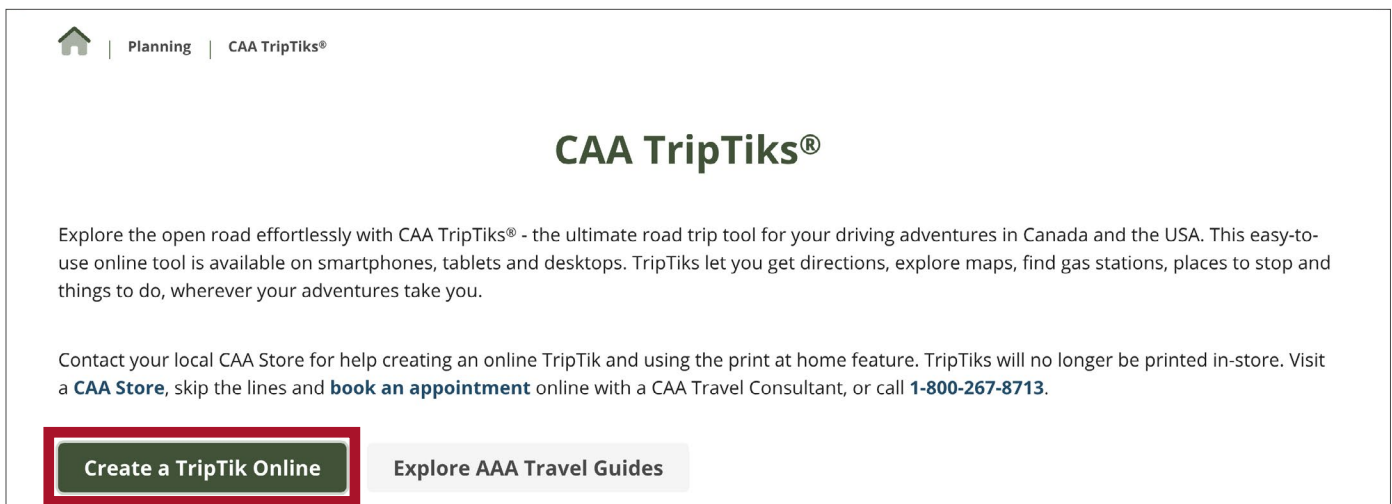 Planning | CAA TripTiks®
CAA TripTiks®
Explore the open road effortlessly with CAA TripTiks® - the ultimate road trip tool for your driving adventures in Canada and the USA. This easy-to-
use online tool is available on smartphones, tablets and desktops. TripTiks let you get directions, explore maps, find gas stations, places to stop and
things to do, wherever your adventures take you.
Contact your local CAA Store for help creating an online TripTik and using the print at home feature. TripTiks will no longer be printed in-store. Visit
a CAA Store, skip the lines and book an appointment online with a CAA Travel Consultant, or call 1-800-267-8713.
Create a TripTik Online
Explore AAA Travel Guides